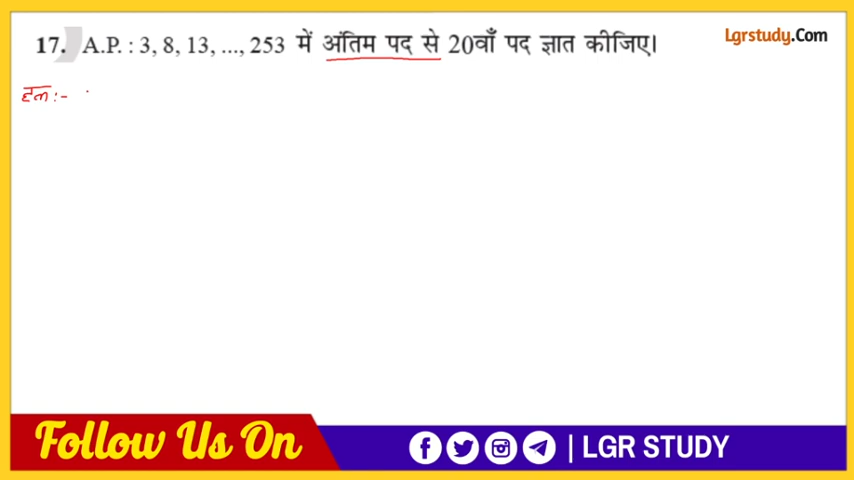 Lgrstudy.Com
17. A.P. : 3, 8, 13, ..., 253 में अंतिम पद से 20वाँ पद ज्ञात कीजिए।
हल :-
Follow Us On
| LGR STUDY